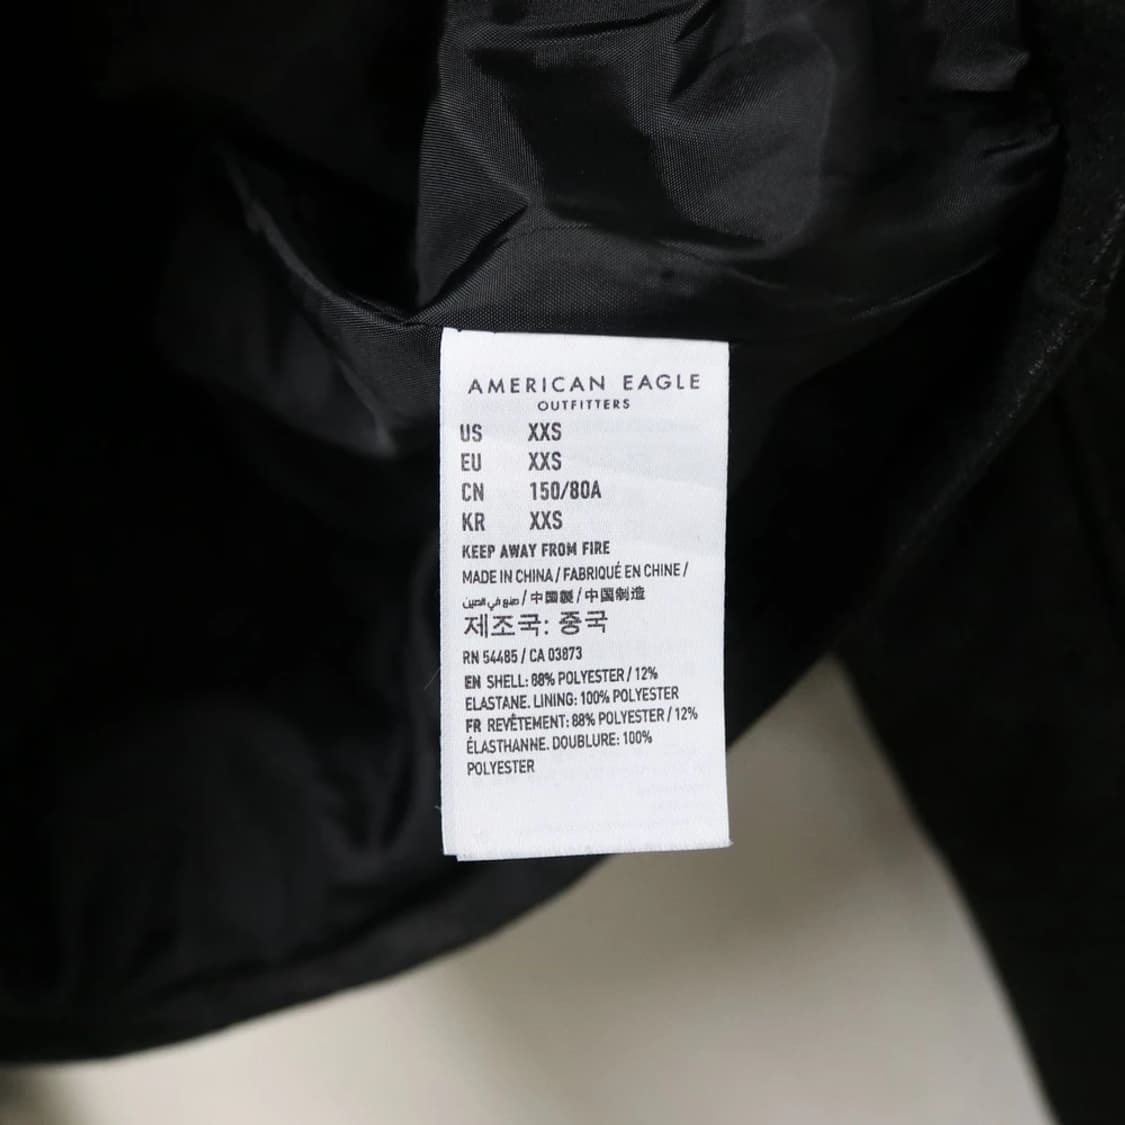 AMERICAN EAGLE
OUTFITTERS
US XXS
EU XXS
CN 150/80A
KR XXS
KEEP AWAY FROM FIRE
MADE IN CHINA / FABRIQUÉ EN CHINE /
صنع في الصين / 中国製 / 中国制造
제조국: 중국
RN 54485 / CA 03873
EN SHELL: 88% POLYESTER / 12%
ELASTANE. LINING: 100% POLYESTER
FR REVÊTEMENT: 88% POLYESTER / 12%
ÉLASTHANNE. DOUBLURE: 100%
POLYESTER